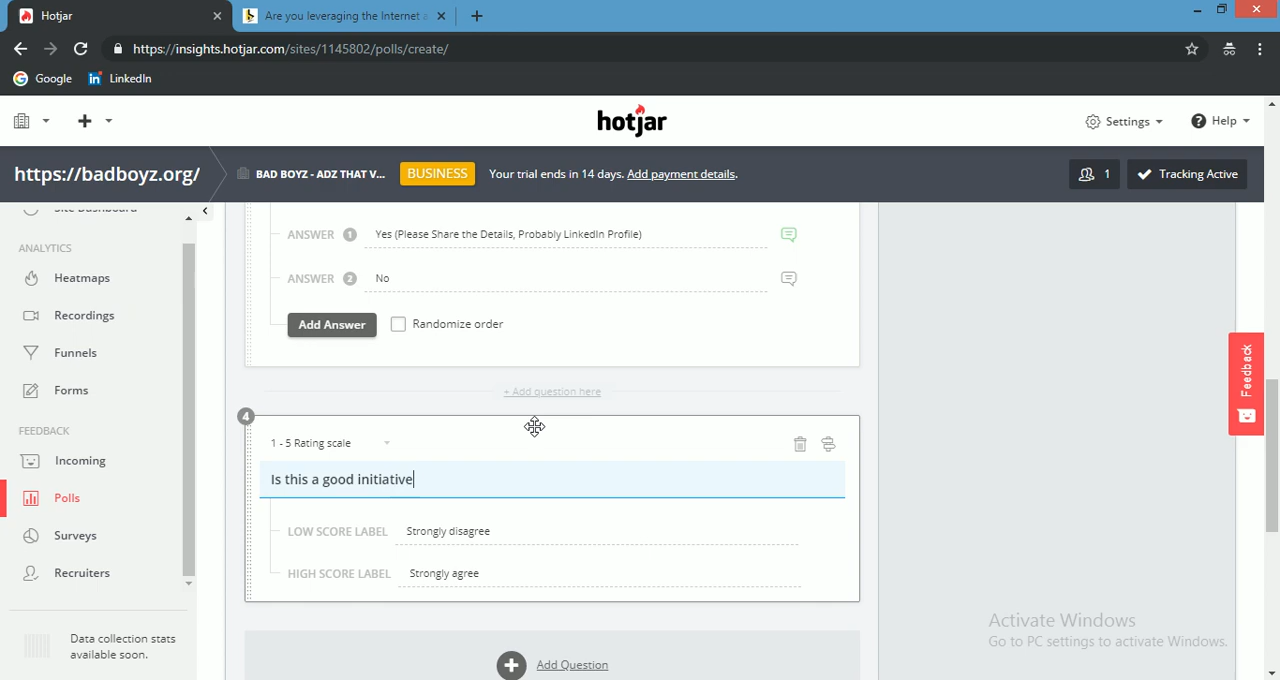 Hotjar
Are you leveraging the Internet a
https://insights.hotjar.com/sites/1145802/polls/create/
Google
in LinkedIn
hotjar
Settings
Help
https://badboyz.org/
BAD BOYZ - ADZ THAT V...
BUSINESS
Your trial ends in 14 days. Add payment details.
1
Tracking Active
ANALYTICS
Heatmaps
Recordings
Funnels
Forms
FEEDBACK
Incoming
Polls
Surveys
Recruiters
Data collection stats
available soon.
ANSWER 1 Yes (Please Share the Details, Probably LinkedIn Profile)
ANSWER 2 No
Add Answer
Randomize order
+ Add question here
4
1 - 5 Rating scale
Is this a good initiative
LOW SCORE LABEL Strongly disagree
HIGH SCORE LABEL Strongly agree
Add Question
Feedback
Activate Windows
Go to PC settings to activate Windows.